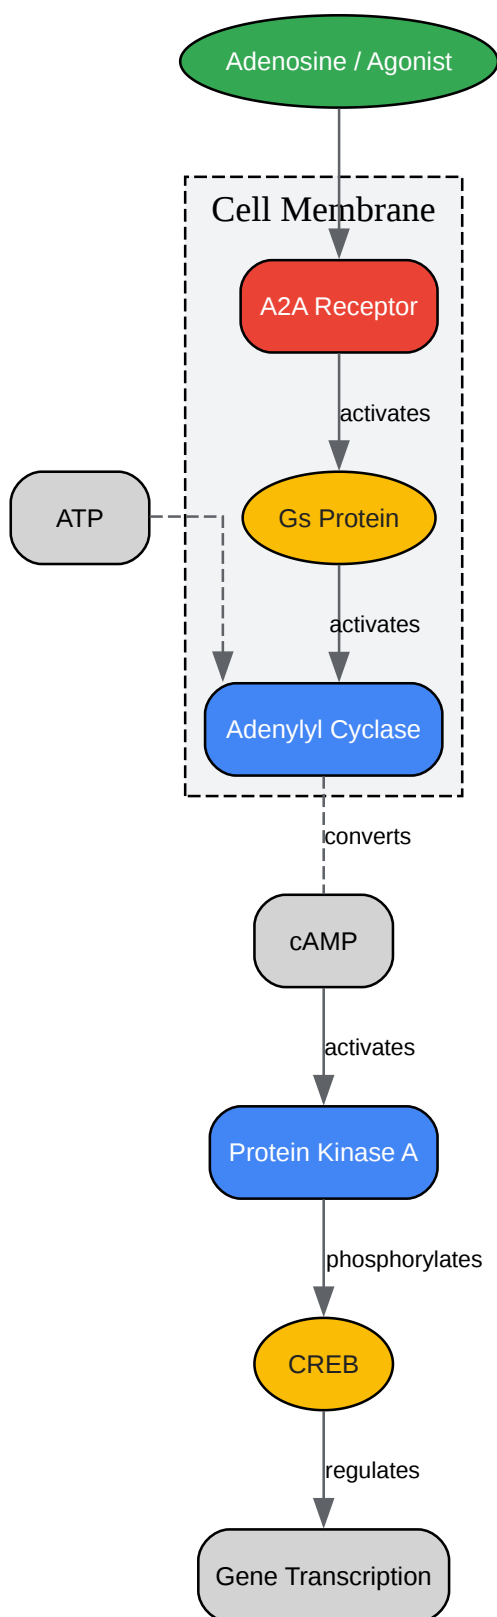 Adenosine / Agonist
Cell Membrane
A2A Receptor
activates
ATP
Gs Protein
activates
Adenylyl Cyclase
converts
cAMP
activates
Protein Kinase A
phosphorylates
CREB
regulates
Gene Transcription